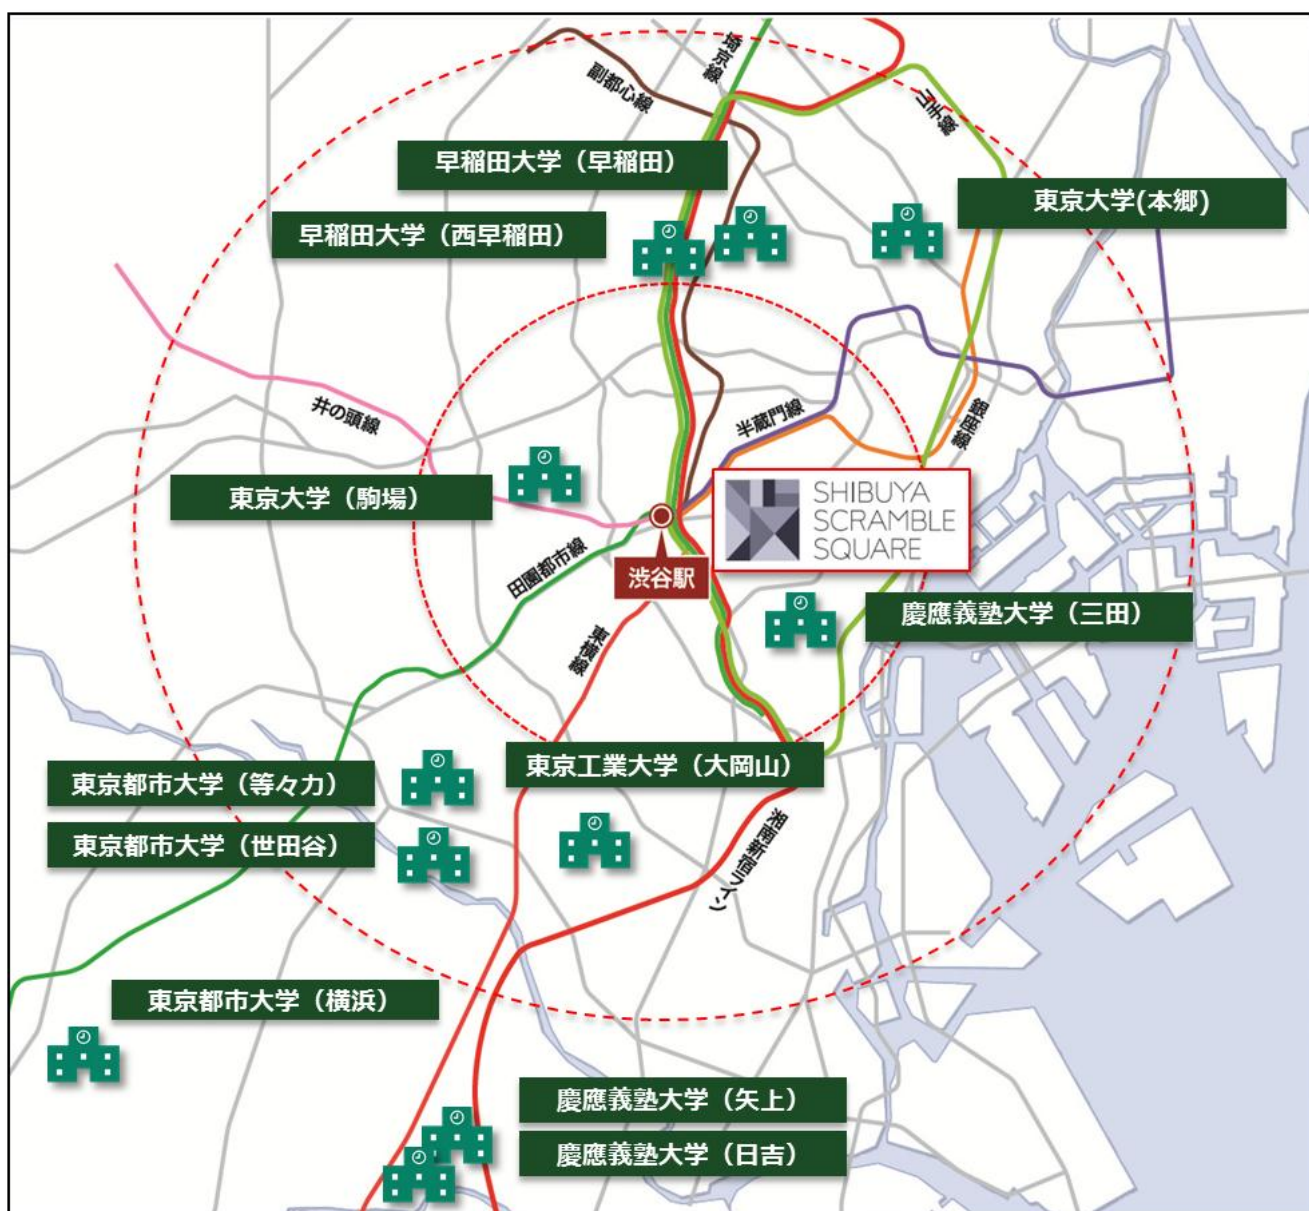 埼京線
副都心線
山手線
早稲田大学（早稲田）
東京大学(本郷)
早稲田大学（西早稲田）
井の頭線
半蔵門線
銀座線
東京大学（駒場）
SHIBUYA
SCRAMBLE
SQUARE
田園都市線
渋谷駅
慶應義塾大学（三田）
東横線
東京都市大学（等々力）
東京工業大学（大岡山）
東京都市大学（世田谷）
湘南新宿ライン
東京都市大学（横浜）
慶應義塾大学（矢上）
慶應義塾大学（日吉）